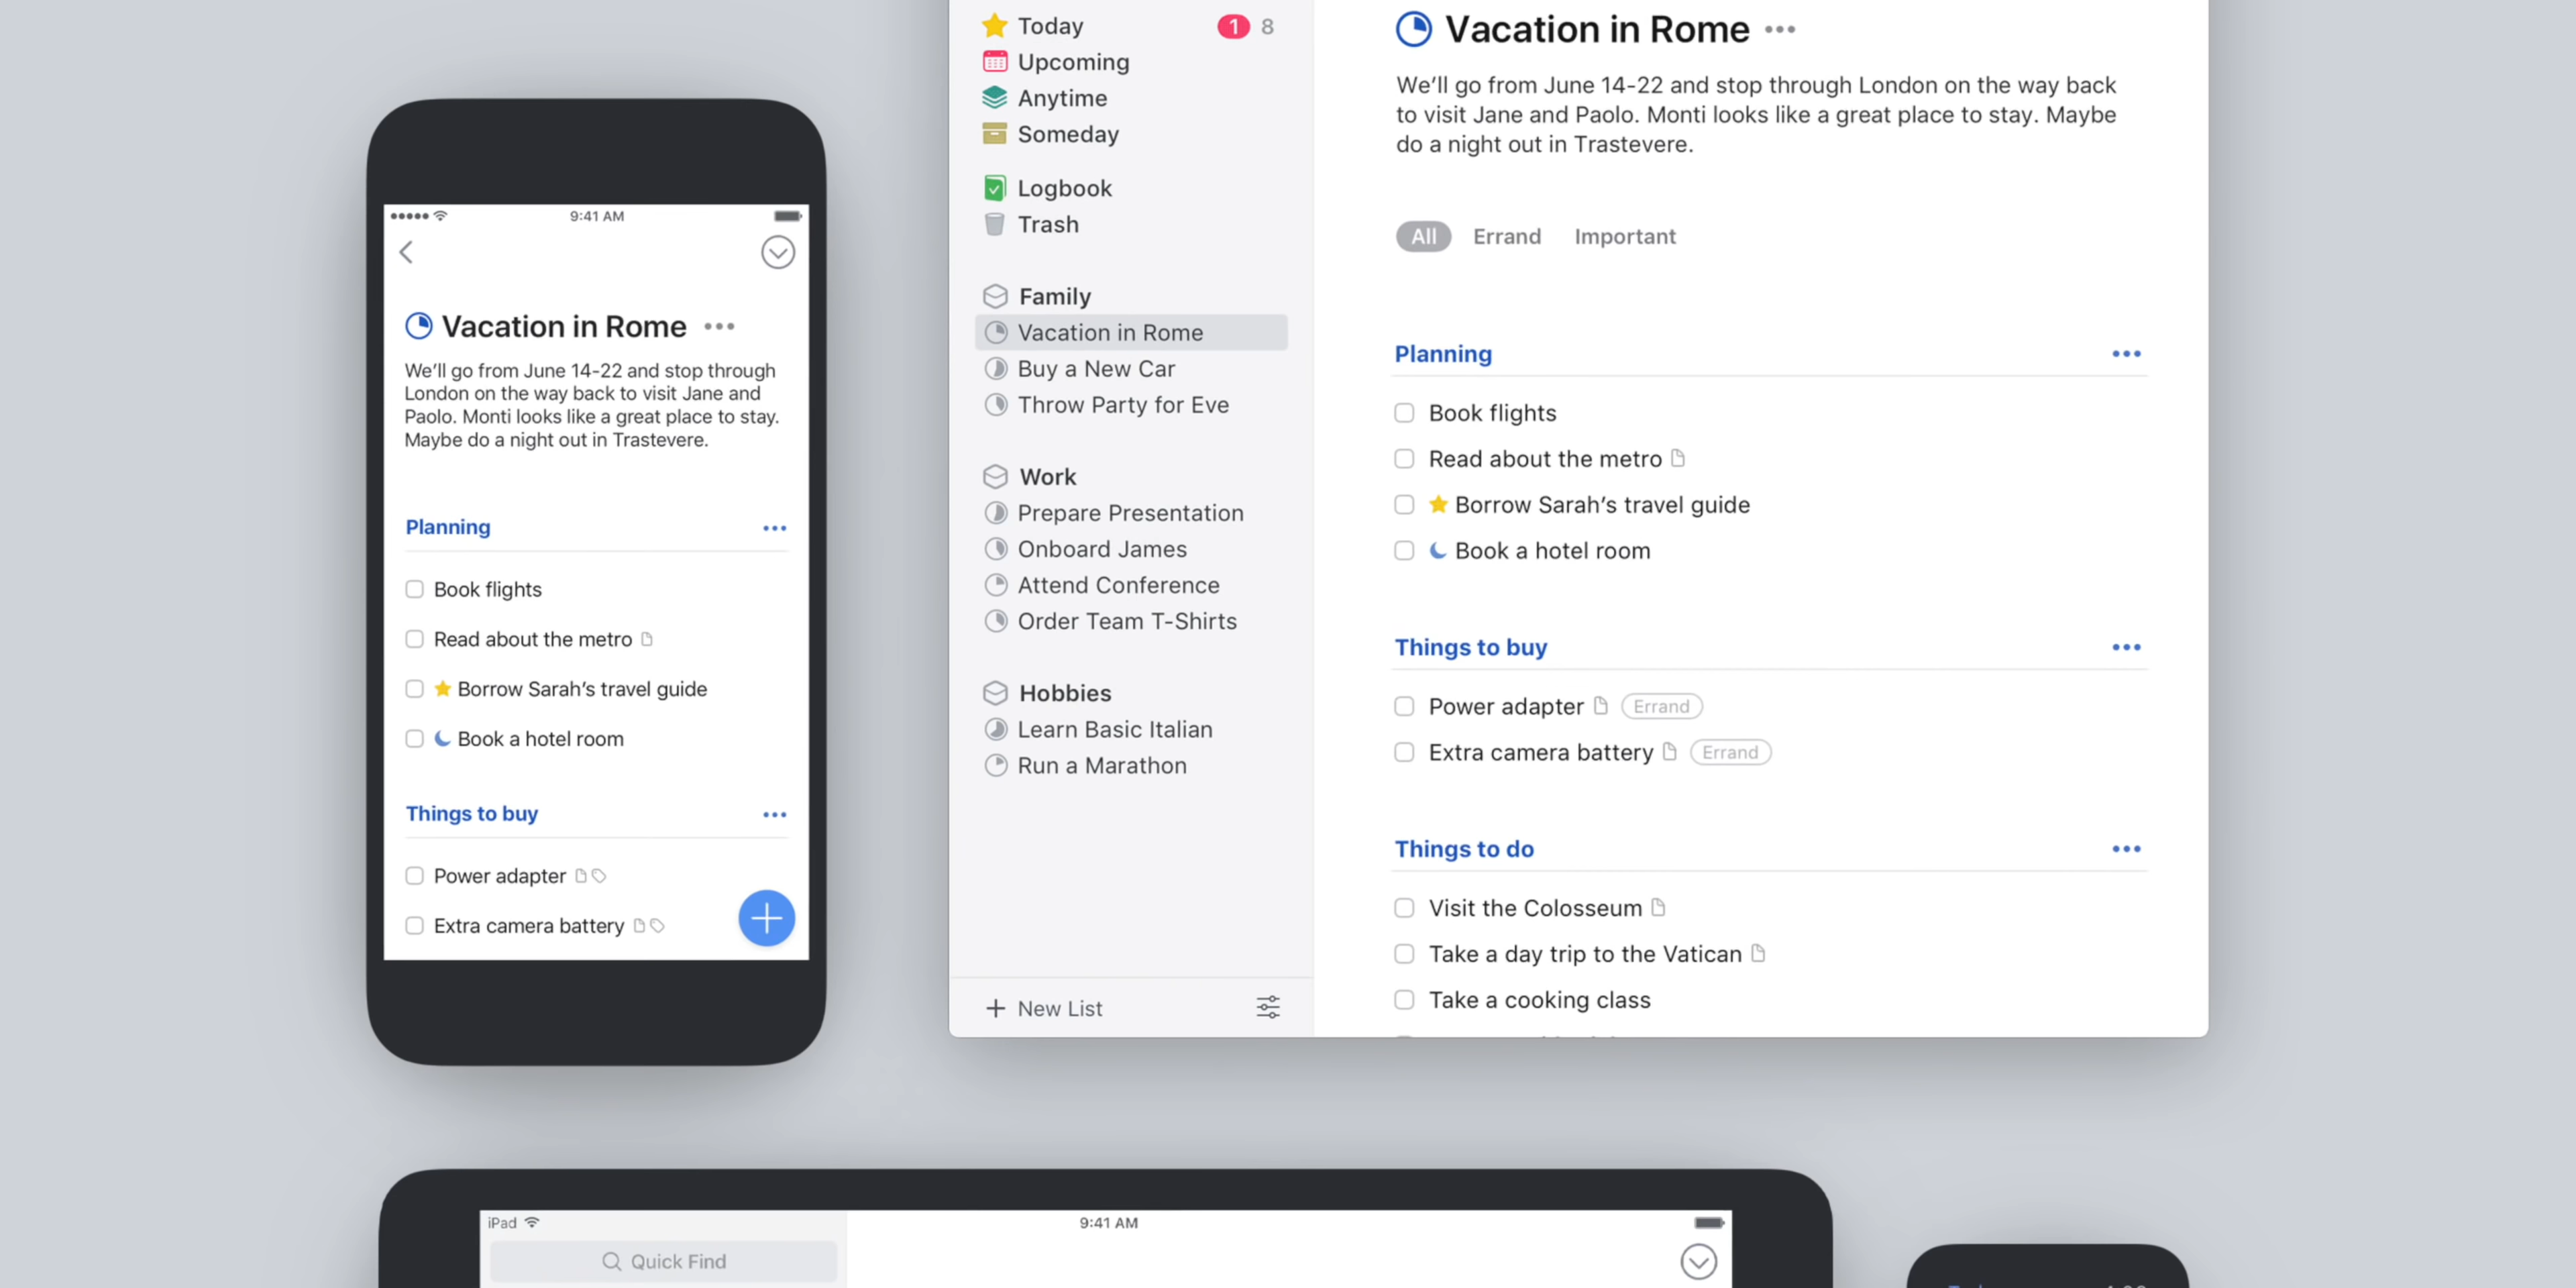 9:41 AM
Vacation in Rome
We'll go from June 14-22 and stop through
London on the way back to visit Jane and
Paolo. Monti looks like a great place to stay.
Maybe do a night out in Trastevere.
Planning
Book flights
Read about the metro
Borrow Sarah's travel guide
Book a hotel room
Things to buy
Power adapter
Extra camera battery
Today 1 8
Upcoming
Anytime
Someday
Logbook
Trash
Family
Vacation in Rome
Buy a New Car
Throw Party for Eve
Work
Prepare Presentation
Onboard James
Attend Conference
Order Team T-Shirts
Hobbies
Learn Basic Italian
Run a Marathon
New List
Vacation in Rome
We'll go from June 14-22 and stop through London on the way back
to visit Jane and Paolo. Monti looks like a great place to stay. Maybe
do a night out in Trastevere.
All Errand Important
Planning
Book flights
Read about the metro
Borrow Sarah's travel guide
Book a hotel room
Things to buy
Power adapter Errand
Extra camera battery Errand
Things to do
Visit the Colosseum
Take a day trip to the Vatican
Take a cooking class
iPad 9:41 AM
Quick Find